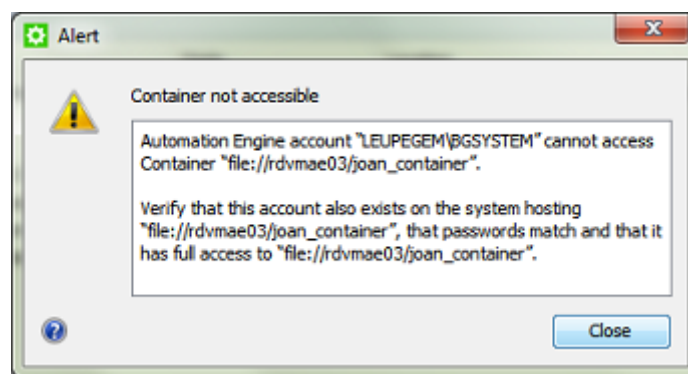 Alert
Container not accessible
Automation Engine account "LEUPEGEM\BGSYSTEM" cannot access
Container "file://rdvmae03/joan_container".
Verify that this account also exists on the system hosting
"file://rdvmae03/joan_container", that passwords match and that it
has full access to "file://rdvmae03/joan_container".
Close